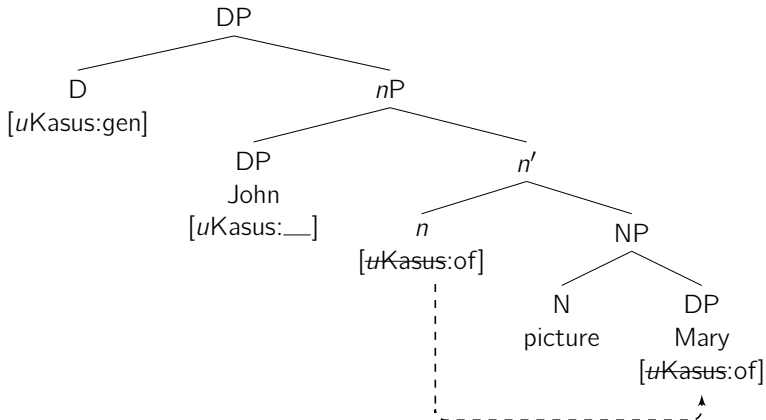 DP
D nP
[uKasus:gen]
DP n′
John
[uKasus:__] n NP
[uKasus:of]
N DP
picture Mary
[uKasus:of]